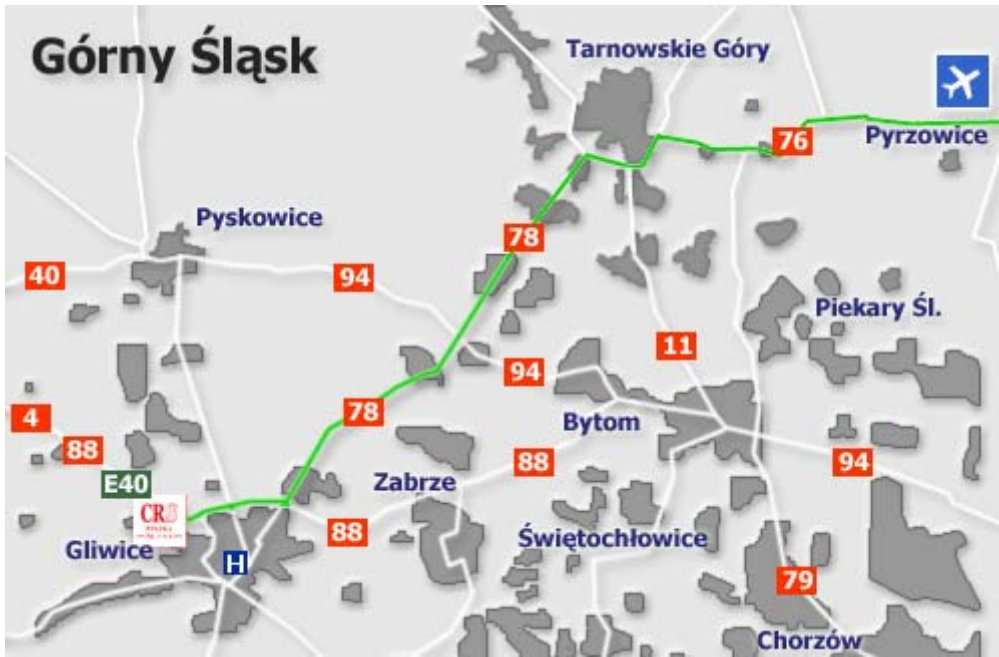 Górny Śląsk
Tarnowskie Góry
76
Pyrzowice
Pyskowice
78
40
94
Piekary Śl.
11
94
78
4
Bytom
88
88
94
E40
Zabrze
CRB
POLSKA
88
Świętochłowice
Gliwice
H
79
Chorzów